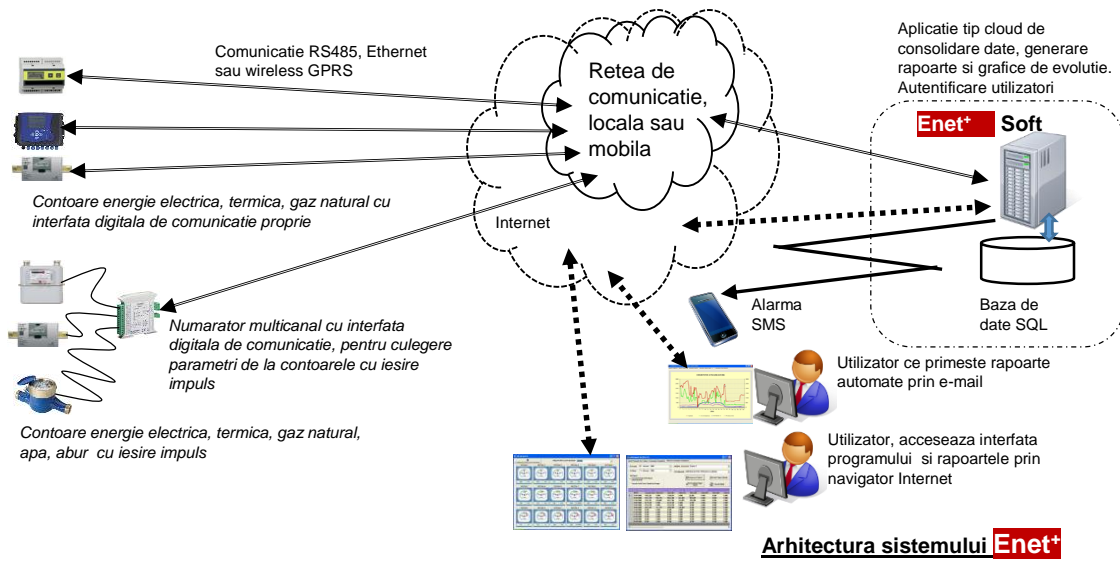 Comunicatie RS485, Ethernet
sau wireless GPRS
Retea de
comunicatie,
locala sau
mobila
Aplicatie tip cloud de
consolidare date, generare
rapoarte si grafice de evolutie.
Autentificare utilizatori
Enet+ Soft
Contoare energie electrica, termica, gaz natural cu
interfata digitala de comunicatie proprie
Internet
Numarator multicanal cu interfata
digitala de comunicatie, pentru culegere
parametri de la contoarele cu iesire
impuls
Alarma
SMS
Baza de
date SQL
Utilizator ce primeste rapoarte
automate prin e-mail
Contoare energie electrica, termica, gaz natural,
apa, abur cu iesire impuls
Utilizator, acceseaza interfata
programului si rapoartele prin
navigator Internet
Arhitectura sistemului Enet+